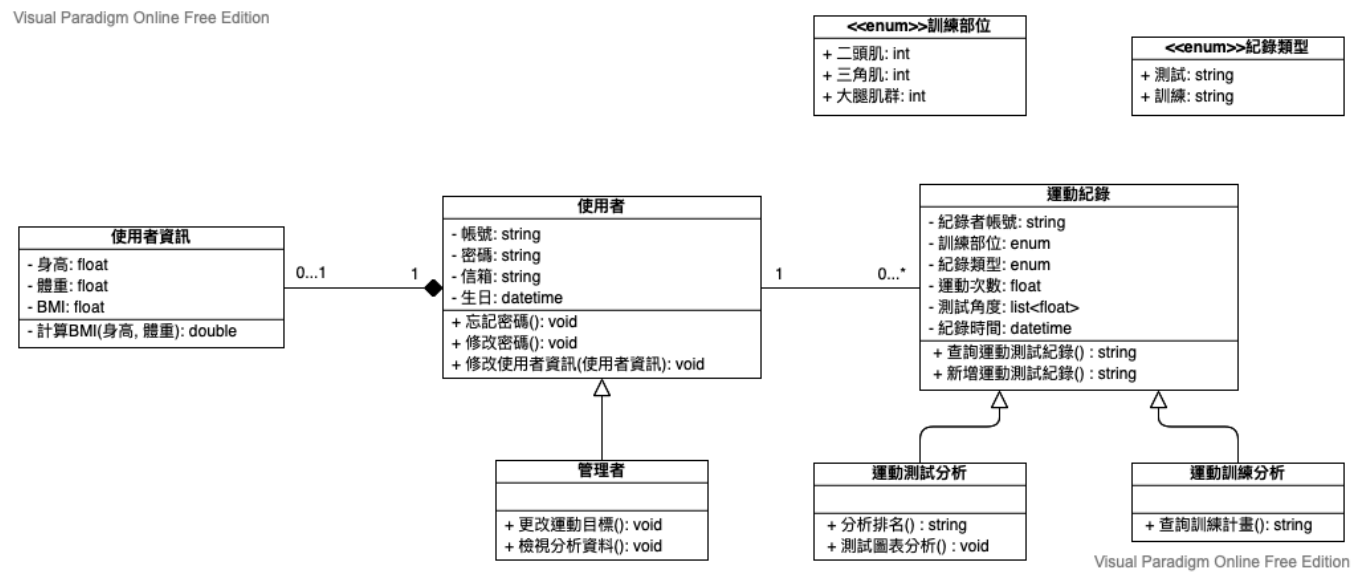 Visual Paradigm Online Free Edition
<<enum>>訓練部位
+ 二頭肌: int
+ 三角肌: int
+ 大腿肌群: int
<<enum>>紀錄類型
+ 測試: string
+ 訓練: string
使用者資訊
- 身高: float
- 體重: float
- BMI: float
- 計算BMI(身高, 體重): double
0...1
1
使用者
- 帳號: string
- 密碼: string
- 信箱: string
- 生日: datetime
+ 忘記密碼(): void
+ 修改密碼(): void
+ 修改使用者資訊(使用者資訊): void
1
0...*
運動紀錄
- 紀錄者帳號: string
- 訓練部位: enum
- 紀錄類型: enum
- 運動次數: float
- 測試角度: list<float>
- 紀錄時間: datetime
+ 查詢運動測試紀錄() : string
+ 新增運動測試紀錄() : string
管理者
+ 更改運動目標(): void
+ 檢視分析資料(): void
運動測試分析
+ 分析排名() : string
+ 測試圖表分析() : void
運動訓練分析
+ 查詢訓練計畫(): string
Visual Paradigm Online Free Edition